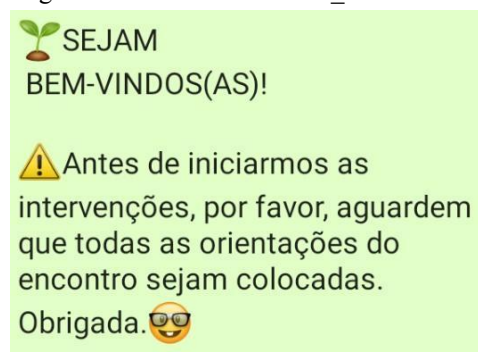 🌱SEJAM
BEM-VINDOS(AS)!
⚠️Antes de iniciarmos as
intervenções, por favor, aguardem
que todas as orientações do
encontro sejam colocadas.
Obrigada.🤓